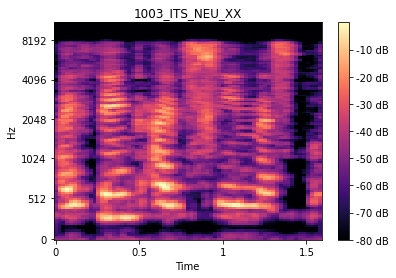 1003_ITS_NEU_XX
8192
4096
2048
1024
512
0
Hz
0
0.5
1
1.5
Time
-10 dB
-20 dB
-30 dB
-40 dB
-50 dB
-60 dB
-70 dB
-80 dB